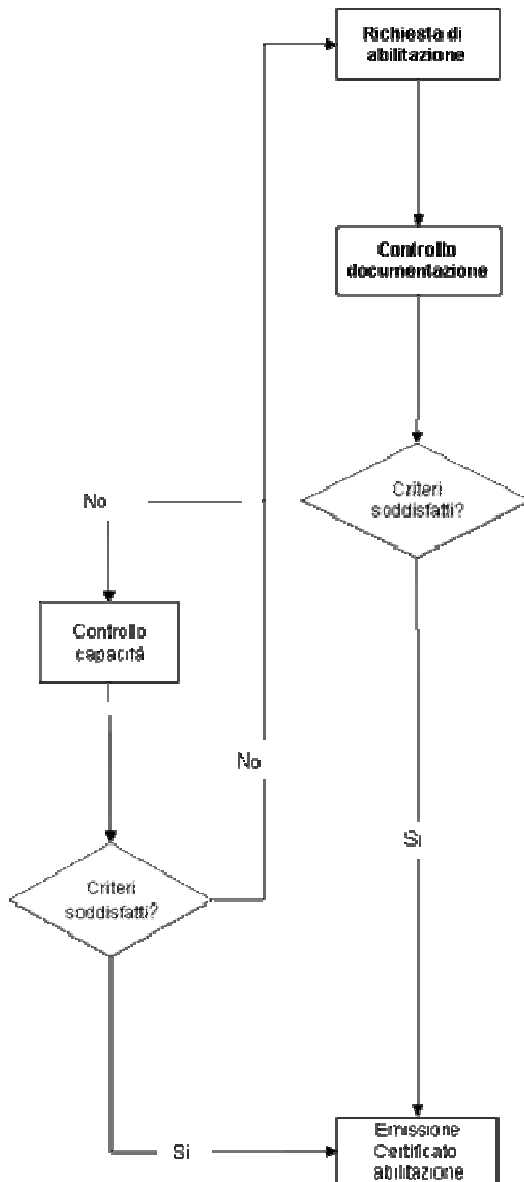 Richiesta di
abilitazione
Controllo
documentazione
Criteri
soddisfatti?
No
Controllo
capacità
No
Si
Criteri
soddisfatti?
Si
Emissione
Certificato
abilitazione